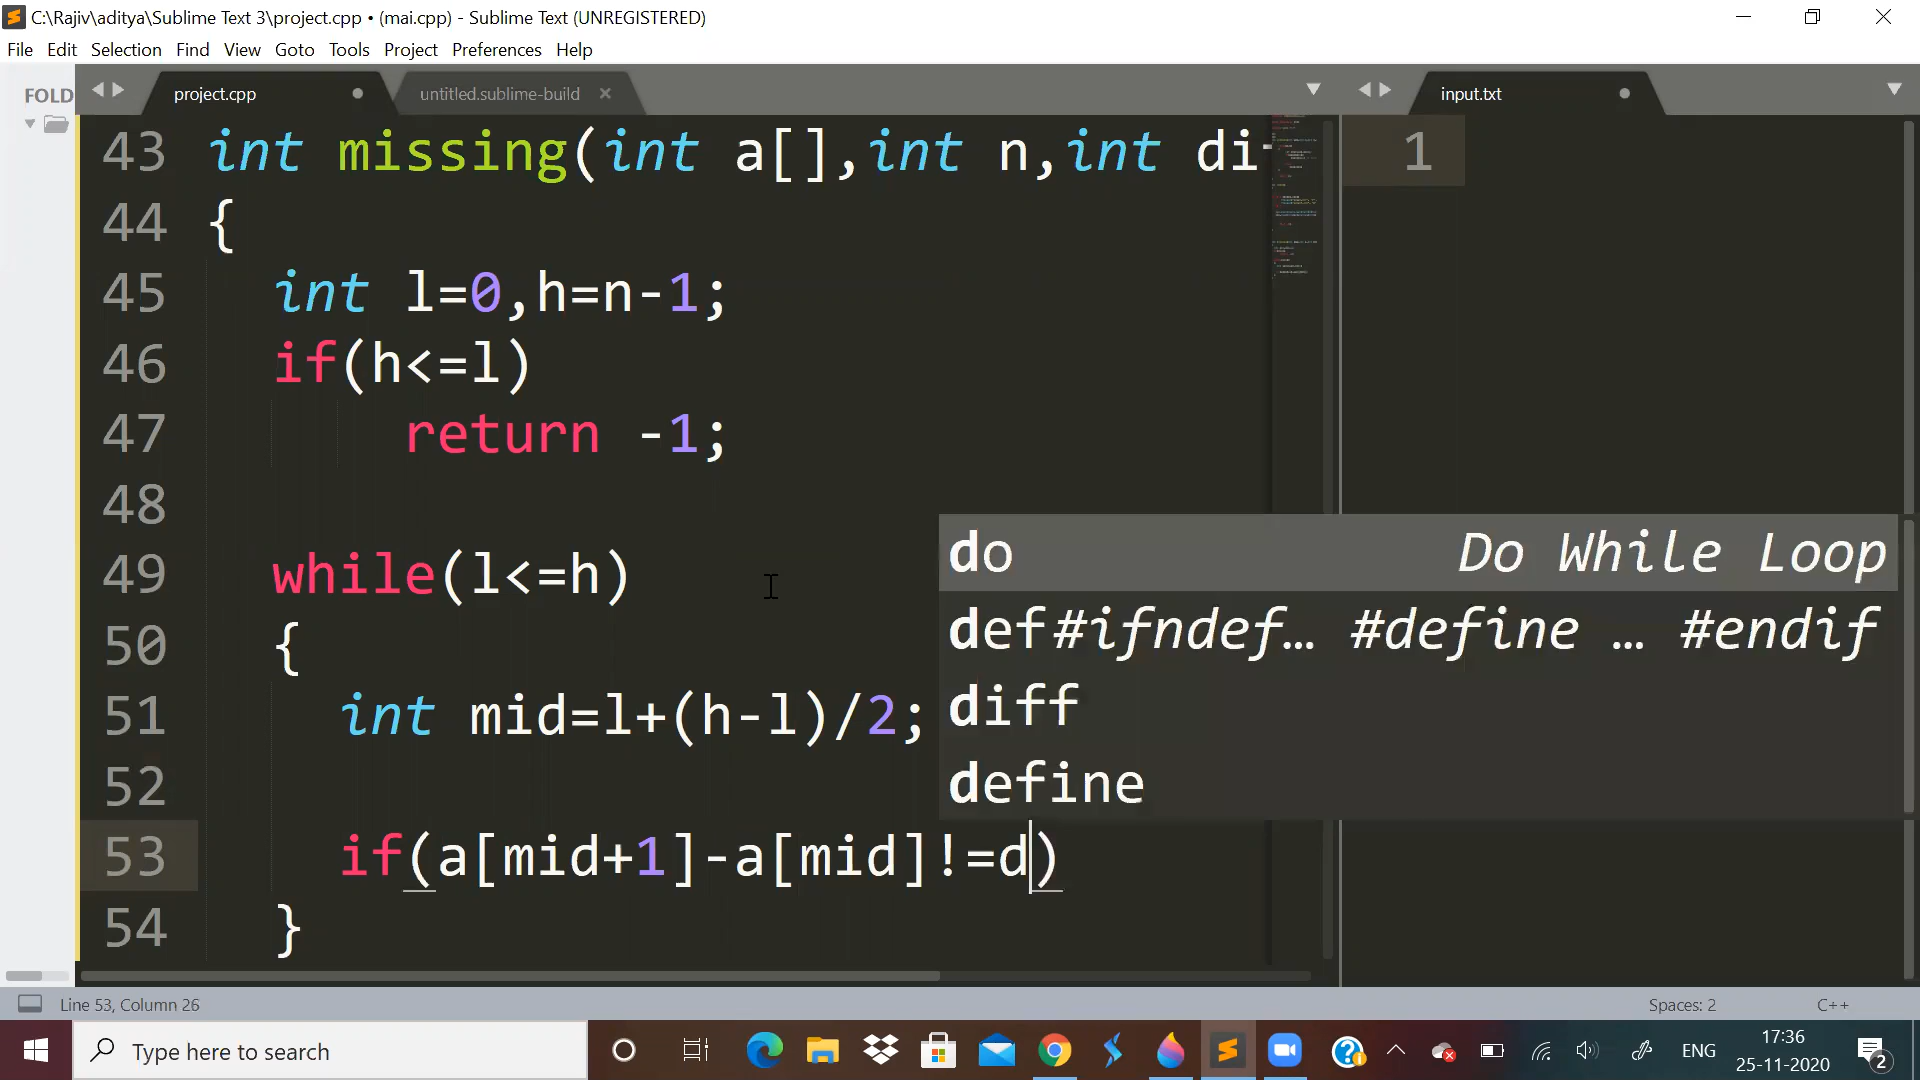 C:\Rajiv\aditya\Sublime Text 3\project.cpp • (mai.cpp) - Sublime Text (UNREGISTERED)
File Edit Selection Find View Goto Tools Project Preferences Help
FOLD
project.cpp
untitled.sublime-build
input.txt
43 int missing(int a[],int n,int di
44 {
45 int l=0,h=n-1;
46 if(h<=l)
47 return -1;
48
49 while(l<=h)
50 {
51 int mid=l+(h-l)/2;
52
53 if(a[mid+1]-a[mid]!=d)
54 }
do Do While Loop
def #ifndef… #define … #endif
diff
define
1
Line 53, Column 26
Spaces: 2
C++
Type here to search
ENG
17:36
25-11-2020
2